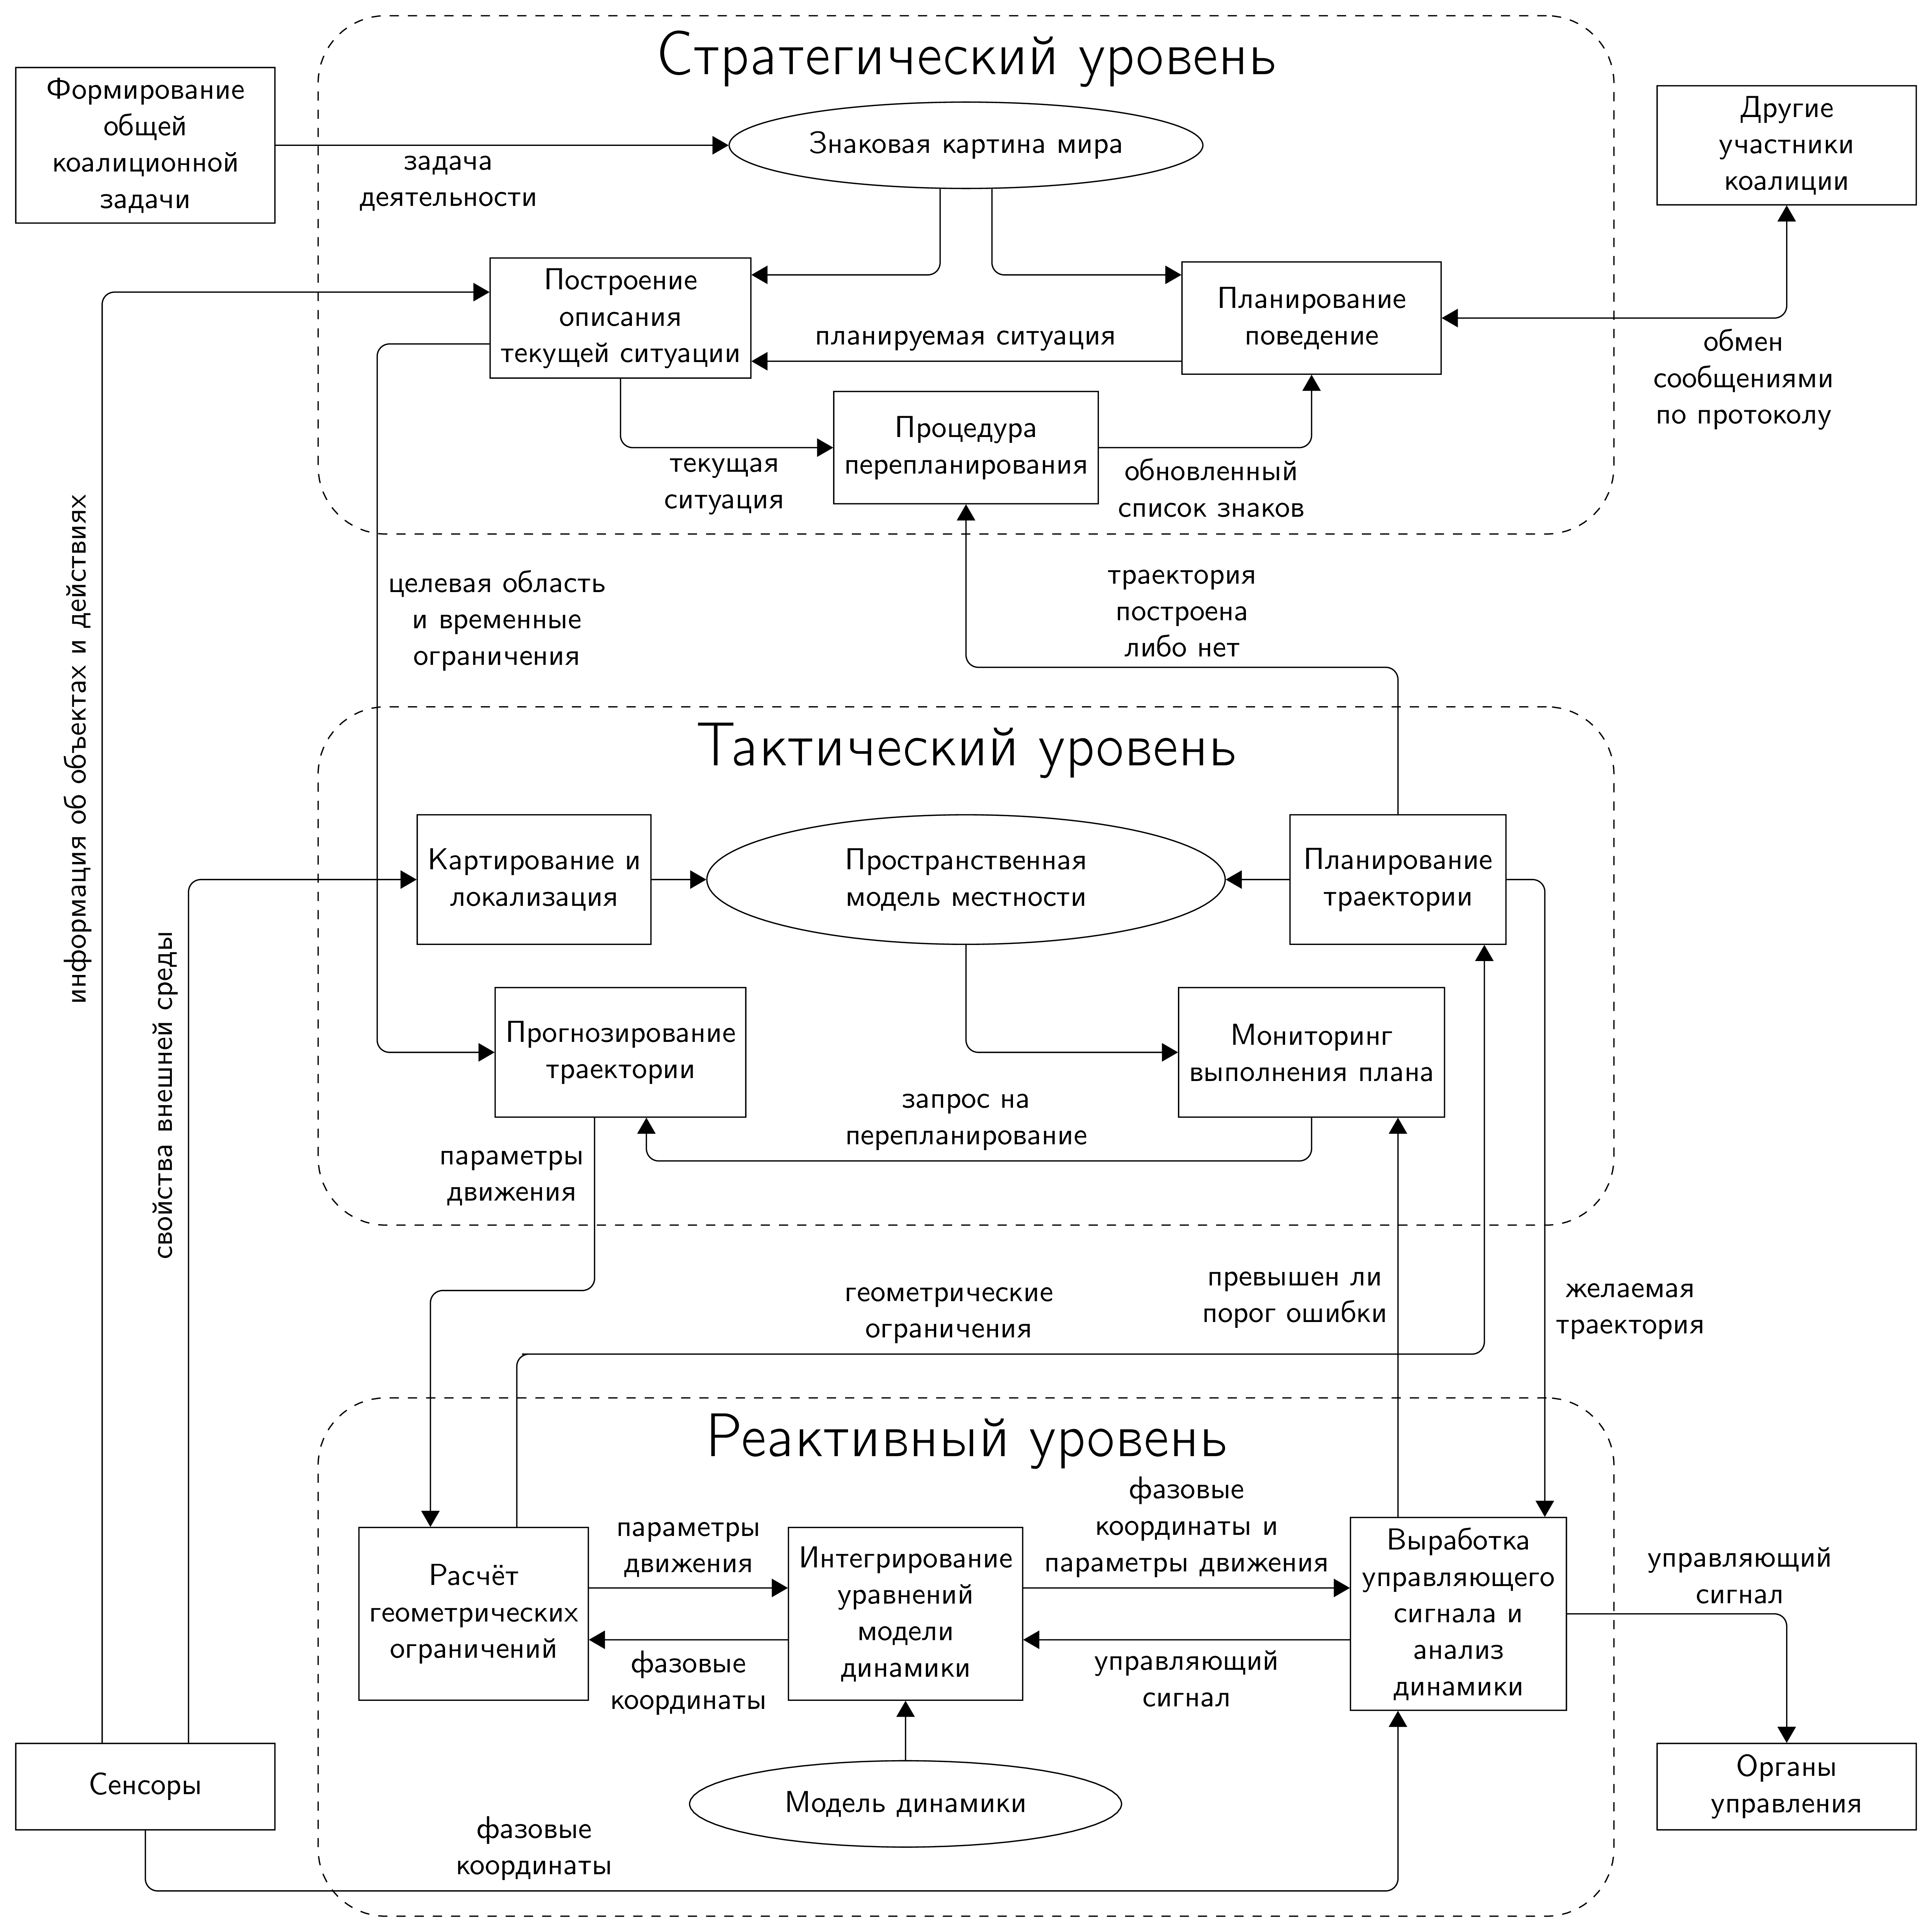 Стратегический уровень
Формирование
общей
коалиционной
задачи
задача
деятельности
Знаковая картина мира
Другие
участники
коалиции
Построение
описания
текущей ситуации
планируемая ситуация
Планирование
поведение
обмен
сообщениями
по протоколу
Процедура
перепланирования
текущая
ситуация
обновленный
список знаков
информация об объектах и действиях
целевая область
и временные
ограничения
траектория
построена
либо нет
Тактический уровень
Картирование и
локализация
Пространственная
модель местности
Планирование
траектории
свойства внешней среды
Прогнозирование
траектории
Мониторинг
выполнения плана
запрос на
перепланирование
параметры
движения
геометрические
ограничения
превышен ли
порог ошибки
желаемая
траектория
Реактивный уровень
Расчёт
геометрических
ограничений
параметры
движения
фазовые
координаты
Интегрирование
уравнений
модели
динамики
фазовые
координаты и
параметры движения
управляющий
сигнал
Выработка
управляющего
сигнала и
анализ
динамики
управляющий
сигнал
Сенсоры
Модель динамики
Органы
управления
фазовые
координаты